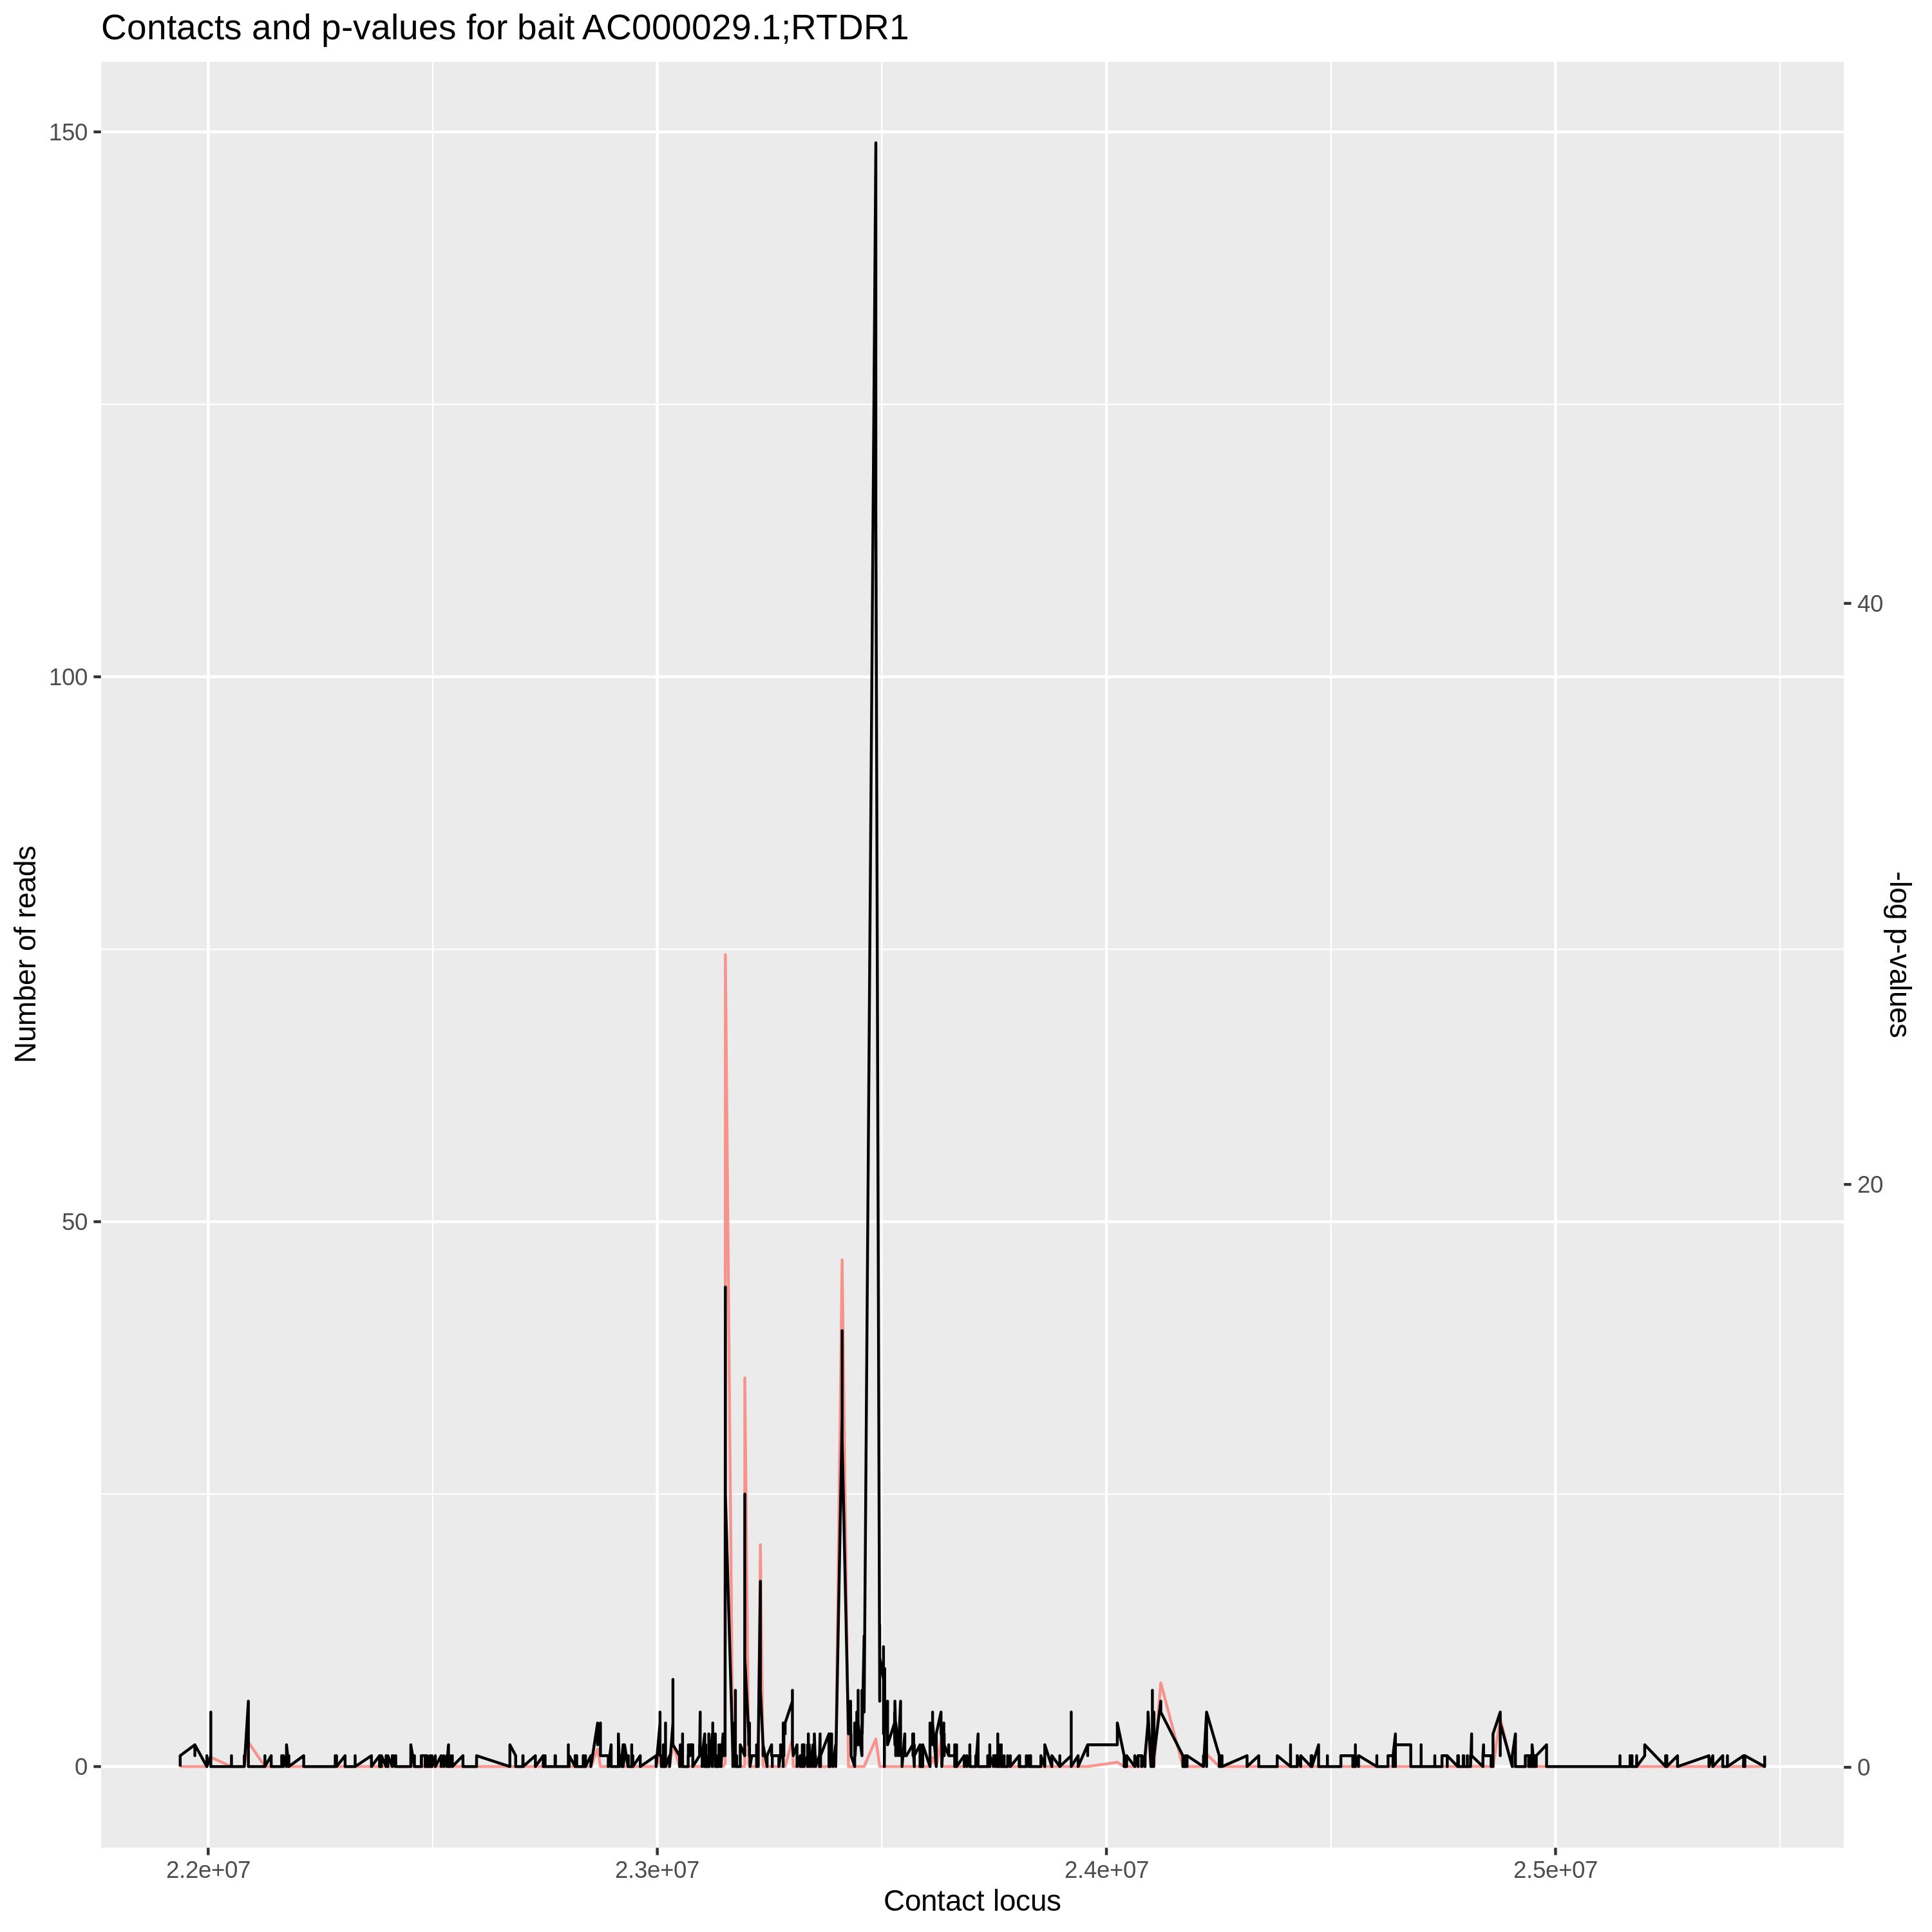 Contacts and p-values for bait AC000029.1;RTDR1
150
100
50
0
Number of reads
40
20
0
-log p-values
2.2e+07
2.3e+07
2.4e+07
2.5e+07
Contact locus